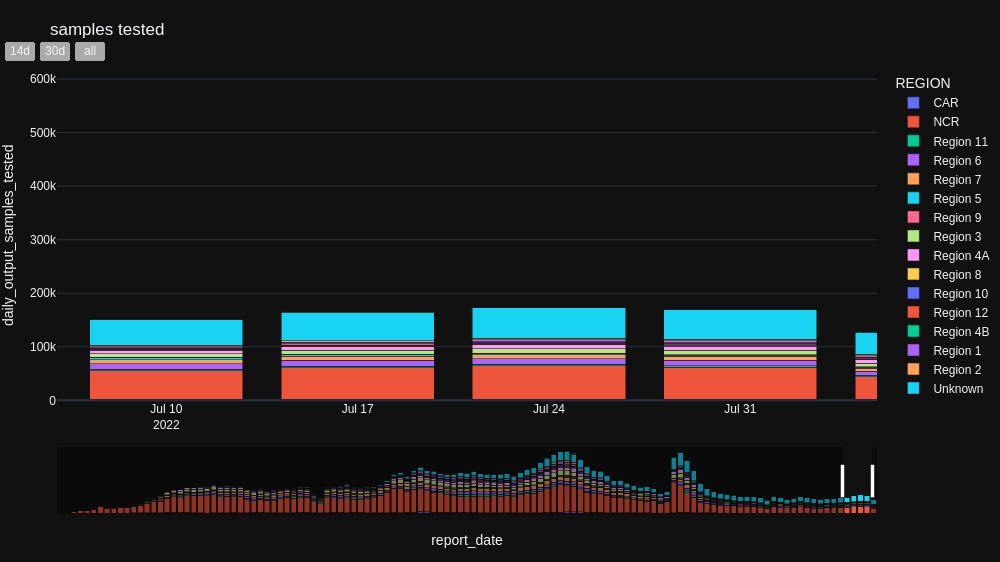 samples tested
14d 30d all
600k
500k
400k
300k
200k
100k
0
daily_output_samples_tested
Jul 10 Jul 17 Jul 24 Jul 31
2022
report_date
REGION
CAR
NCR
Region 11
Region 6
Region 7
Region 5
Region 9
Region 3
Region 4A
Region 8
Region 10
Region 12
Region 4B
Region 1
Region 2
Unknown